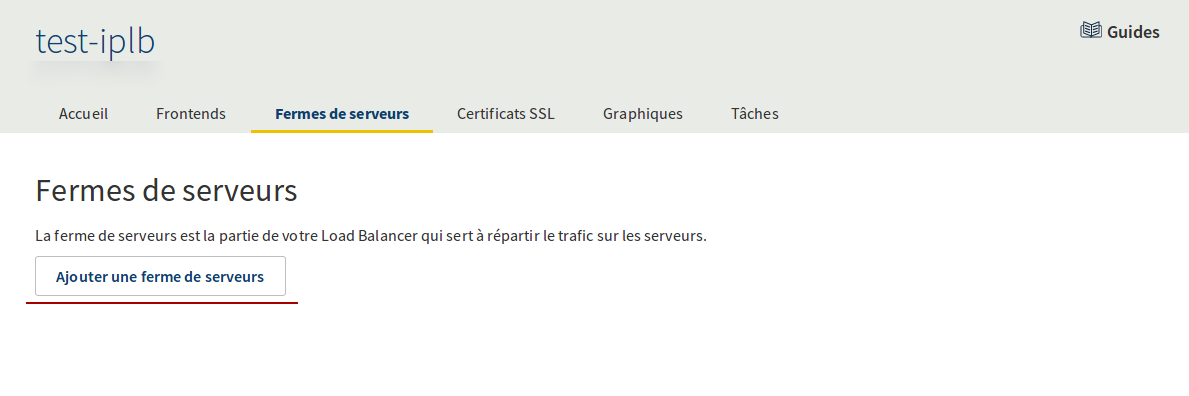 test-iplb
Guides
Accueil Frontends Fermes de serveurs Certificats SSL Graphiques Tâches
Fermes de serveurs
La ferme de serveurs est la partie de votre Load Balancer qui sert à répartir le trafic sur les serveurs.
Ajouter une ferme de serveurs